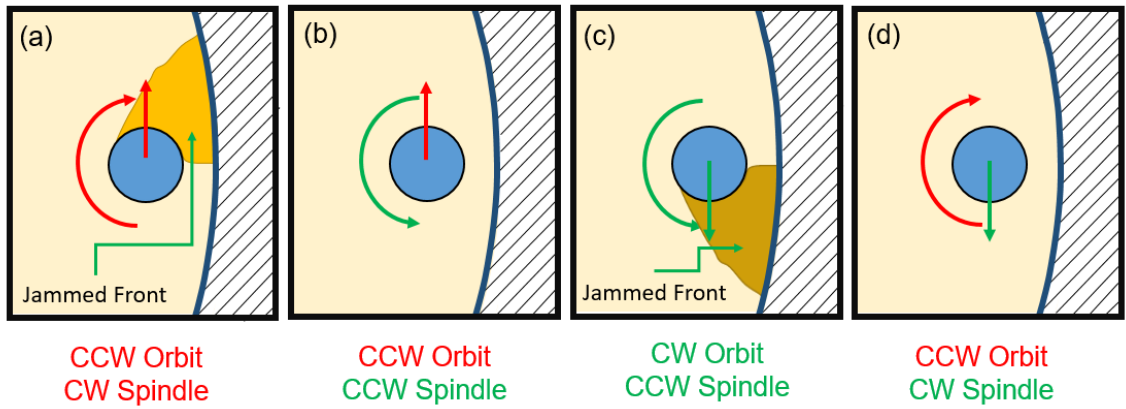 (a)
Jammed Front
CCW Orbit
CW Spindle
(b)
CCW Orbit
CCW Spindle
(c)
Jammed Front
CW Orbit
CCW Spindle
(d)
CCW Orbit
CW Spindle